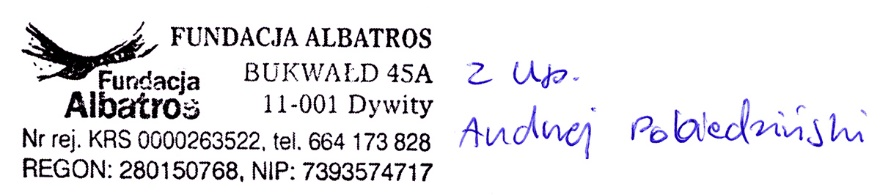 FUNDACJA ALBATROS
BUKWAŁD 45A
11-001 Dywity
Fundacja
Albatros
Nr rej. KRS 0000263522, tel. 664 173 828
REGON: 280150768, NIP: 7393574717
z up.
Andrzej Pobiedziński